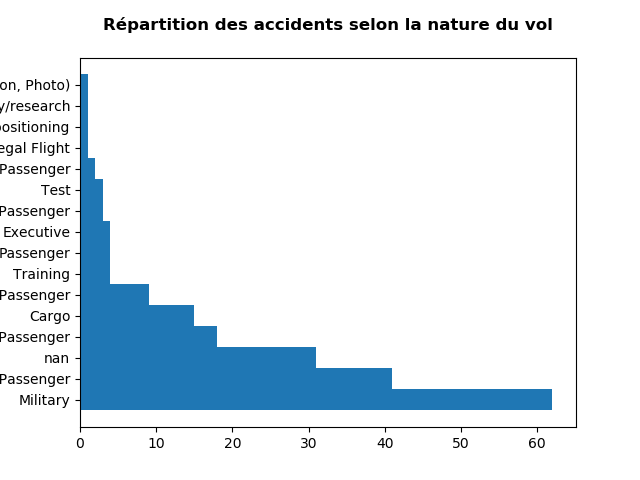 Répartition des accidents selon la nature du vol
on, Photo)
y/research
ositioning
egal Flight
Passenger
Test
Passenger
Executive
Passenger
Training
Passenger
Cargo
Passenger
nan
Passenger
Military
0 10 20 30 40 50 60